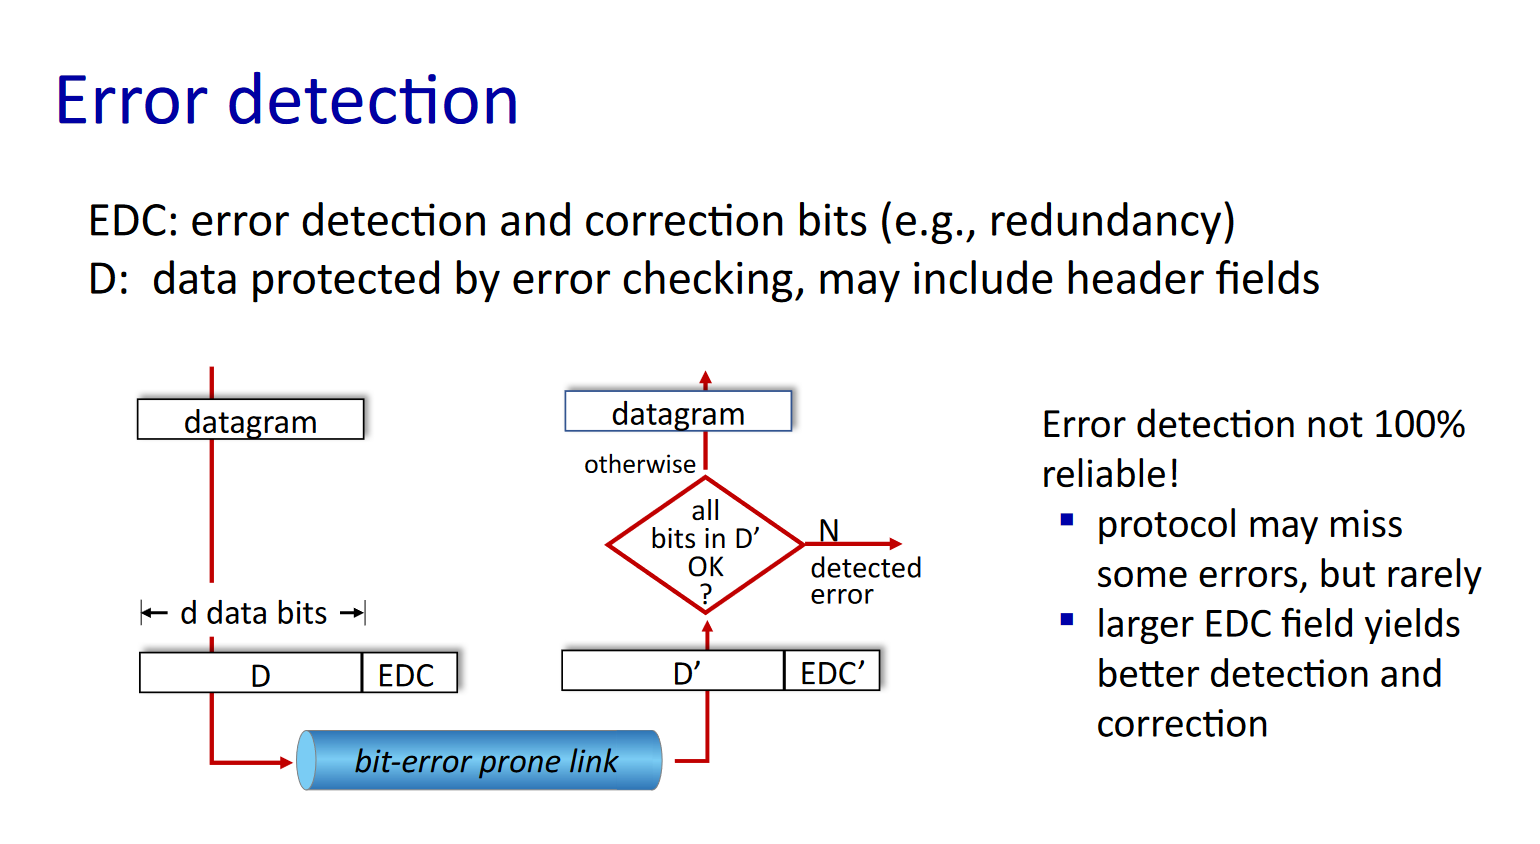 Error detection
EDC: error detection and correction bits (e.g., redundancy)
D: data protected by error checking, may include header fields
datagram
d data bits
D
EDC
bit-error prone link
D’
EDC’
all
bits in D’
OK
?
N
detected
error
otherwise
datagram
Error detection not 100%
reliable!
▪ protocol may miss
some errors, but rarely
▪ larger EDC field yields
better detection and
correction